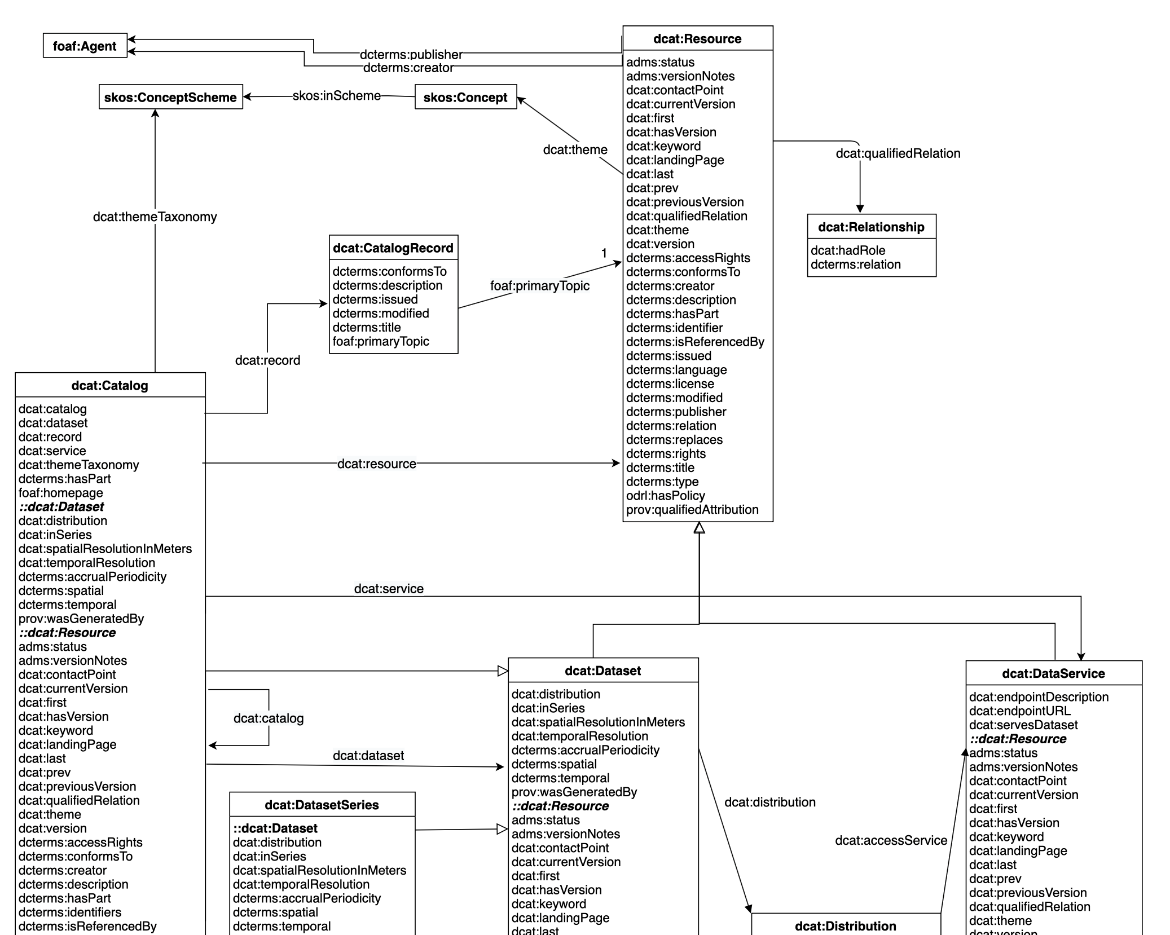 foaf:Agent
dcterms:publisher
dcterms:creator
skos:ConceptScheme
skos:inScheme
skos:Concept
dcat:theme
dcat:themeTaxonomy
dcat:Resource
adms:status
adms:versionNotes
dcat:contactPoint
dcat:currentVersion
dcat:first
dcat:hasVersion
dcat:keyword
dcat:landingPage
dcat:last
dcat:prev
dcat:previousVersion
dcat:qualifiedRelation
dcat:theme
dcat:version
dcterms:accessRights
dcterms:conformsTo
dcterms:creator
dcterms:description
dcterms:hasPart
dcterms:identifier
dcterms:isReferencedBy
dcterms:issued
dcterms:language
dcterms:license
dcterms:modified
dcterms:publisher
dcterms:relation
dcterms:replaces
dcterms:rights
dcterms:title
dcterms:type
odrl:hasPolicy
prov:qualifiedAttribution
dcat:qualifiedRelation
dcat:Relationship
dcat:hadRole
dcterms:relation
dcat:CatalogRecord
dcterms:conformsTo
dcterms:description
dcterms:issued
dcterms:modified
dcterms:title
foaf:primaryTopic
1
foaf:primaryTopic
dcat:record
dcat:Catalog
dcat:catalog
dcat:dataset
dcat:record
dcat:service
dcat:themeTaxonomy
dcterms:hasPart
foaf:homepage
::dcat:Dataset
dcat:distribution
dcat:inSeries
dcat:spatialResolutionInMeters
dcat:temporalResolution
dcterms:accrualPeriodicity
dcterms:spatial
dcterms:temporal
prov:wasGeneratedBy
::dcat:Resource
adms:status
adms:versionNotes
dcat:contactPoint
dcat:currentVersion
dcat:first
dcat:hasVersion
dcat:keyword
dcat:landingPage
dcat:last
dcat:prev
dcat:previousVersion
dcat:qualifiedRelation
dcat:theme
dcat:version
dcterms:accessRights
dcterms:conformsTo
dcterms:creator
dcterms:description
dcterms:hasPart
dcterms:identifiers
dcterms:isReferencedBy
dcat:resource
dcat:service
dcat:catalog
dcat:dataset
dcat:DatasetSeries
::dcat:Dataset
dcat:distribution
dcat:inSeries
dcat:spatialResolutionInMeters
dcat:temporalResolution
dcterms:accrualPeriodicity
dcterms:spatial
dcterms:temporal
dcat:Dataset
dcat:distribution
dcat:inSeries
dcat:spatialResolutionInMeters
dcat:temporalResolution
dcterms:accrualPeriodicity
dcterms:spatial
dcterms:temporal
prov:wasGeneratedBy
::dcat:Resource
adms:status
adms:versionNotes
dcat:contactPoint
dcat:currentVersion
dcat:first
dcat:hasVersion
dcat:keyword
dcat:landingPage
dcat:last
dcat:distribution
dcat:accessService
dcat:Distribution
dcat:DataService
dcat:endpointDescription
dcat:endpointURL
dcat:servesDataset
::dcat:Resource
adms:status
adms:versionNotes
dcat:contactPoint
dcat:currentVersion
dcat:first
dcat:hasVersion
dcat:keyword
dcat:landingPage
dcat:last
dcat:prev
dcat:previousVersion
dcat:qualifiedRelation
dcat:theme
dcat:version